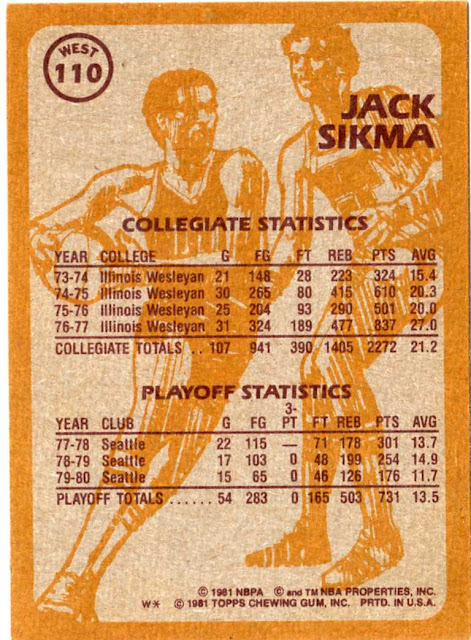 WEST
110
JACK
SIKMA
COLLEGIATE STATISTICS
YEAR COLLEGE G FG FT REB PTS AVG
73-74 Illinois Wesleyan 21 148 28 223 324 15.4
74-75 Illinois Wesleyan 30 265 80 415 610 20.3
75-76 Illinois Wesleyan 25 204 93 290 501 20.0
76-77 Illinois Wesleyan 31 324 189 477 837 27.0
COLLEGIATE TOTALS .. 107 941 390 1405 2272 21.2
PLAYOFF STATISTICS
YEAR CLUB G FG 3-PT FT REB PTS AVG
77-78 Seattle 22 115 — 71 178 301 13.7
78-79 Seattle 17 103 0 48 199 254 14.9
79-80 Seattle 15 65 0 46 126 176 11.7
PLAYOFF TOTALS ...... 54 283 0 165 503 731 13.5
© 1981 NBPA © and TM NBA PROPERTIES, INC.
W* © 1981 TOPPS CHEWING GUM, INC. PRTD. IN U.S.A.